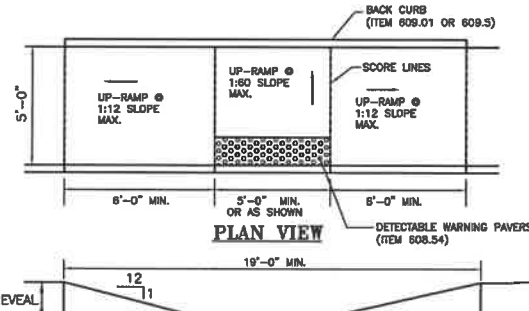 BACK CURB
(ITEM 609.01 OR 609.5)
SCORE LINES
UP-RAMP @
1:60 SLOPE
MAX.
UP-RAMP @
1:12 SLOPE
MAX.
UP-RAMP @
1:12 SLOPE
MAX.
5'-0"
6'-0" MIN.
5'-0" MIN.
OR AS SHOWN
6'-0" MIN.
DETECTABLE WARNING PAVERS
(ITEM 608.54)
PLAN VIEW
19'-0" MIN.
12
1
EVEAL